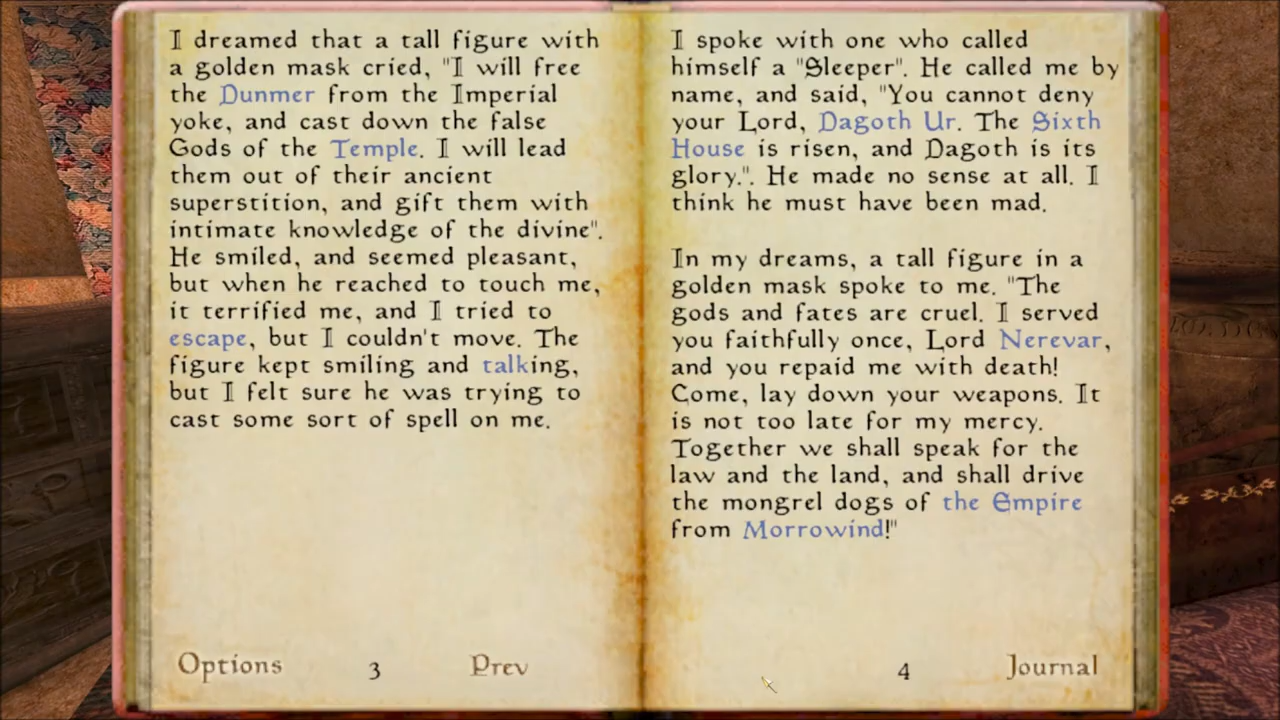 I dreamed that a tall figure with
a golden mask cried, "I will free
the Dunmer from the Imperial
yoke, and cast down the false
Gods of the Temple. I will lead
them out of their ancient
superstition, and gift them with
intimate knowledge of the divine".
He smiled, and seemed pleasant,
but when he reached to touch me,
it terrified me, and I tried to
escape, but I couldn't move. The
figure kept smiling and talking,
but I felt sure he was trying to
cast some sort of spell on me.
I spoke with one who called
himself a "Sleeper". He called me by
name, and said, "You cannot deny
your Lord, Dagoth Ur. The Sixth
House is risen, and Dagoth is its
glory.". He made no sense at all. I
think he must have been mad.
In my dreams, a tall figure in a
golden mask spoke to me. "The
gods and fates are cruel. I served
you faithfully once, Lord Nerevar,
and you repaid me with death!
Come, lay down your weapons. It
is not too late for my mercy.
Together we shall speak for the
law and the land, and shall drive
the mongrel dogs of the Empire
from Morrowind!"
Options 3 Prev 4 Journal